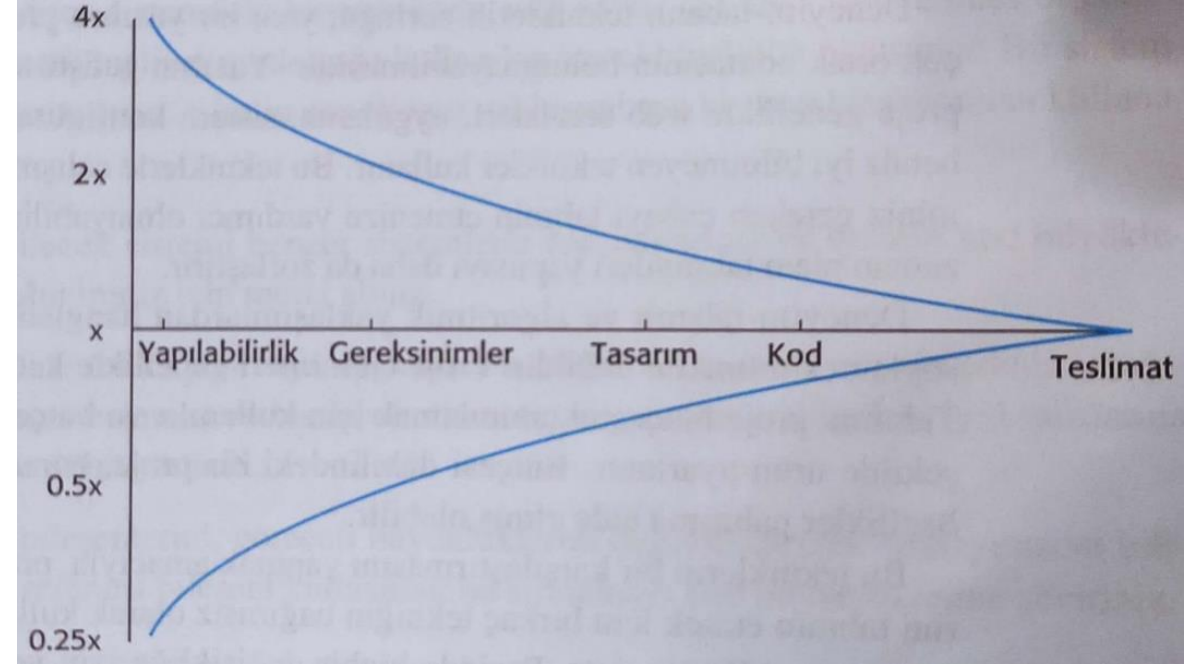 4x
2x
x
Yapılabilirlik Gereksinimler Tasarım Kod
Teslimat
0.5x
0.25x